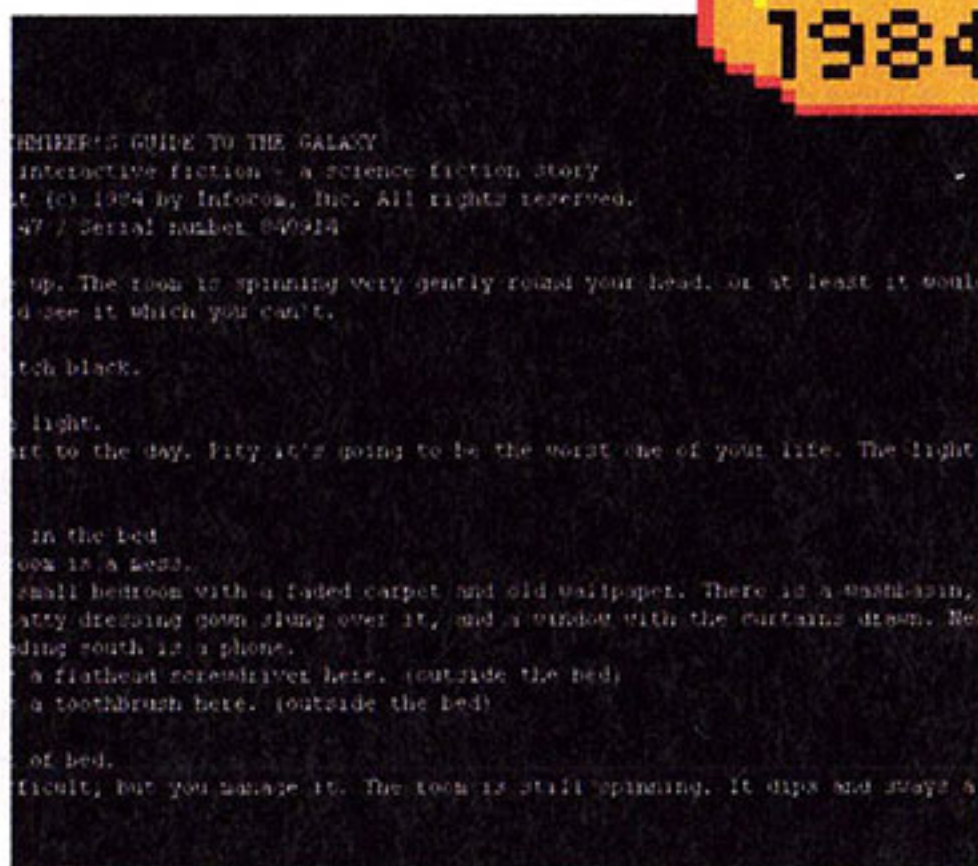 1984
HHIKER'S GUIDE TO THE GALAXY
interactive fiction - a science fiction story
t (c) 1984 by Infocom, Inc. All rights reserved.
47 / Serial number 840914
up. The room is spinning very gently round your head. or at least it woul
d see it which you can't.
tch black.
light.
rt to the day. Pity it's going to be the worst one of your life. The light
in the bed
oom is a mess.
small bedroom with a faded carpet and old wallpaper. There is a washbasin,
atty dressing gown slung over it, and a window with the curtains drawn. Ne
ding south is a phone.
a flathead screwdriver here. (outside the bed)
a toothbrush here. (outside the bed)
of bed.
ficult, but you manage it. The room is still spinning. It dips and sways a